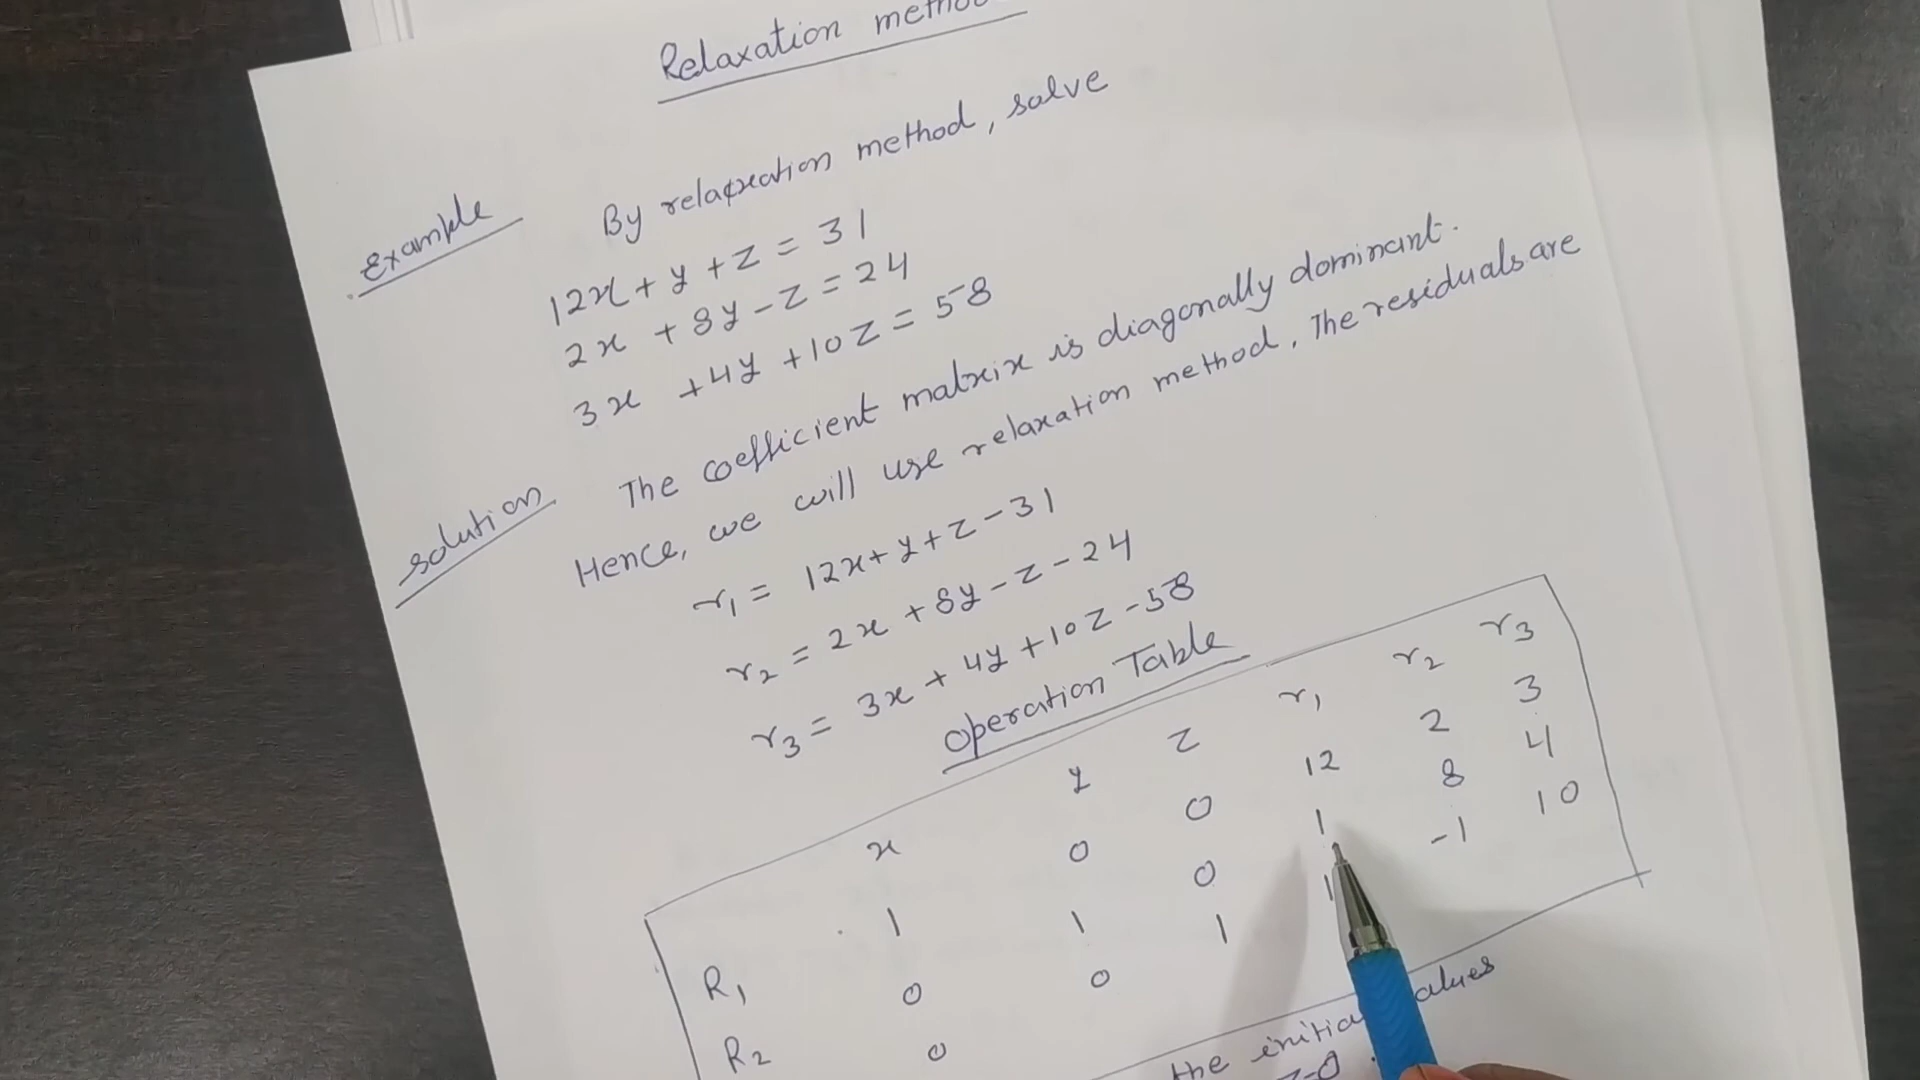 Relaxation metho
Example By relaxation method, solve
12x + y + z = 31
2x + 8y - z = 24
3x + 4y + 10z = 58
Solution The coefficient matrix is diagonally dominant.
Hence, we will use relaxation method. The residuals are
r₁ = 12x + y + z - 31
r₂ = 2x + 8y - z - 24
r₃ = 3x + 4y + 10z - 58
Operation Table
x y z r₁ r₂ r₃
R₁ 1 0 0 12 2 3
R₂ 0 1 0 1 8 4
0 0 1 1 -1 10
the initia alues